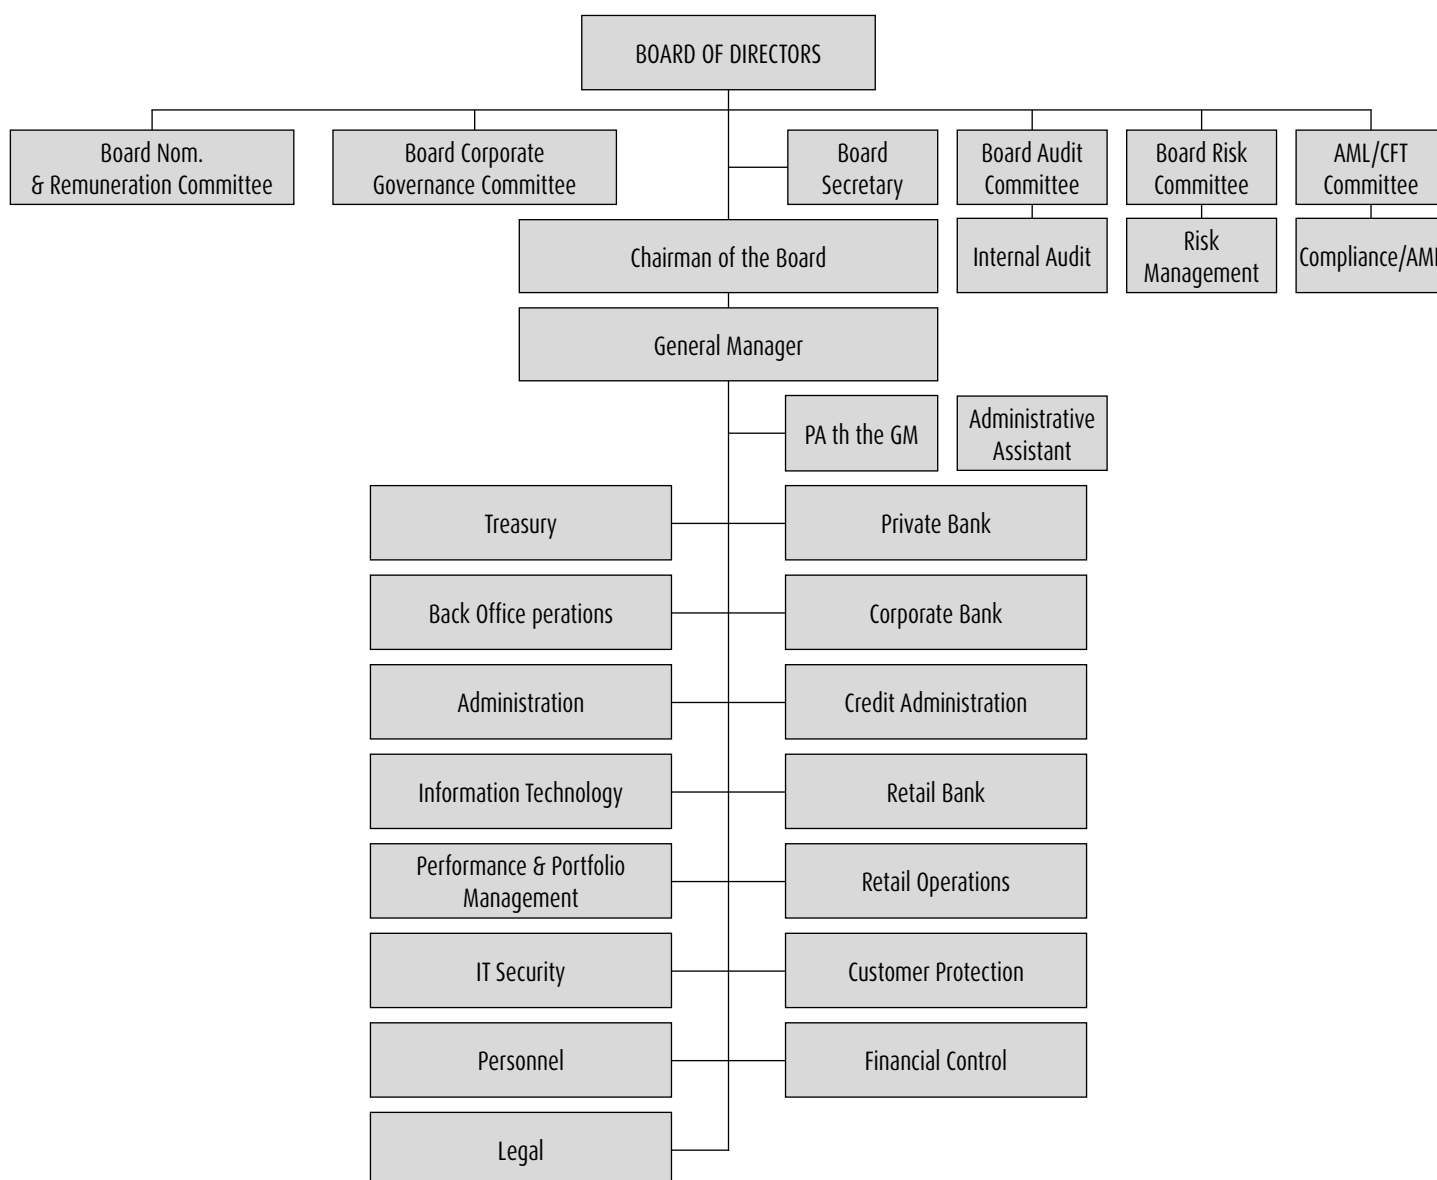 BOARD OF DIRECTORS
Board Nom.
& Remuneration Committee
Board Corporate
Governance Committee
Board
Secretary
Board Audit
Committee
Board Risk
Committee
AML/CFT
Committee
Chairman of the Board
Internal Audit
Risk
Management
Compliance/AML
General Manager
PA th the GM
Administrative
Assistant
Treasury
Private Bank
Back Office perations
Corporate Bank
Administration
Credit Administration
Information Technology
Retail Bank
Performance & Portfolio
Management
Retail Operations
IT Security
Customer Protection
Personnel
Financial Control
Legal